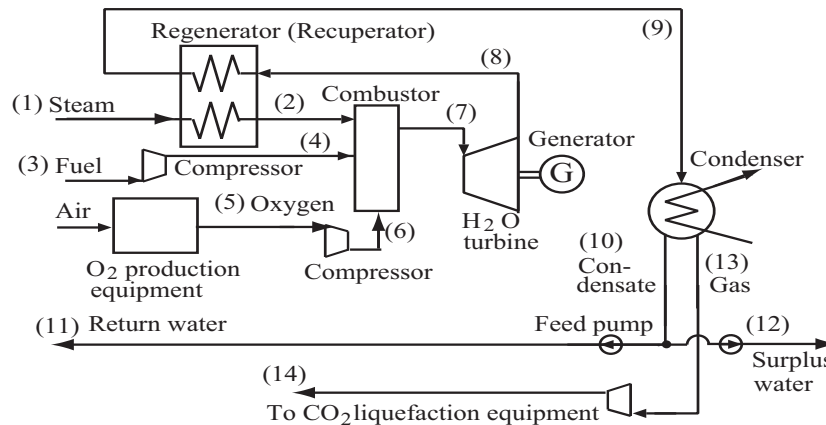 (9)
Regenerator (Recuperator)
(8)
(1) Steam
(2)
Combustor
(7)
(4)
Generator
(3) Fuel
Compressor
G
Condenser
Air
(5) Oxygen
(6)
H2O
turbine
(10)
Con-
densate
(13)
Gas
O2 production
equipment
Compressor
(11) Return water
Feed pump
(12)
Surplus
water
(14)
To CO2 liquefaction equipment